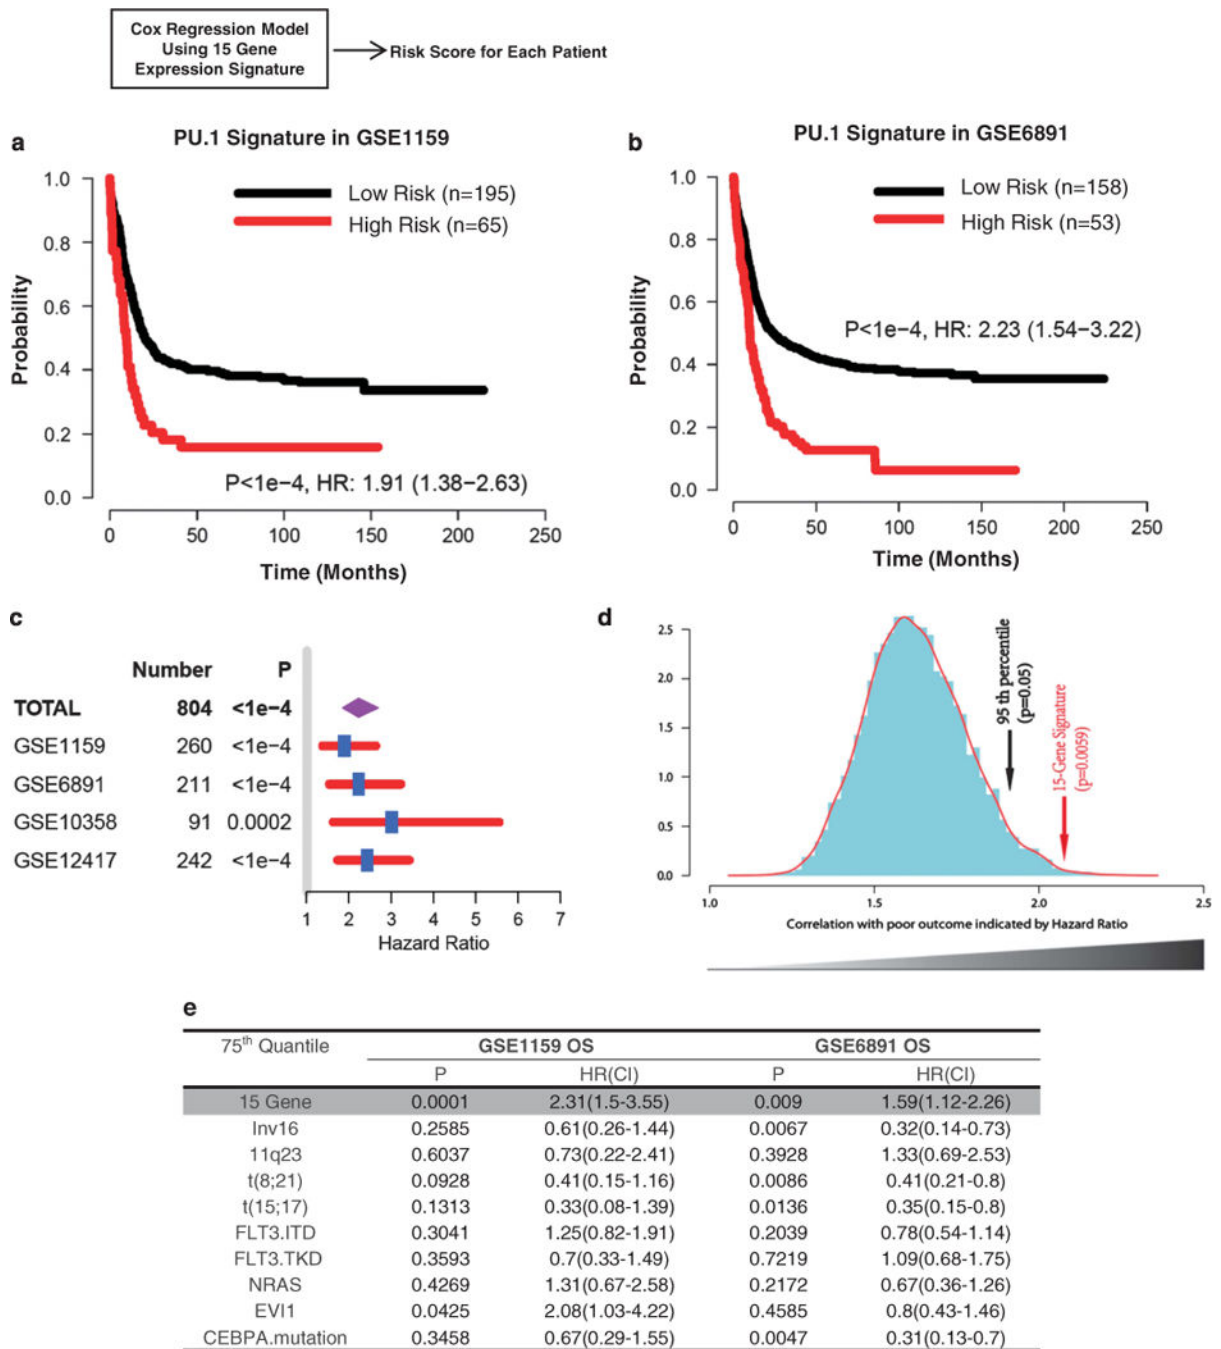 Cox Regression Model
Using 15 Gene
Expression Signature
Risk Score for Each Patient
a
PU.1 Signature in GSE1159
1.0
0.8
0.6
0.4
0.2
0.0
Probability
Low Risk (n=195)
High Risk (n=65)
P<1e−4, HR: 1.91 (1.38−2.63)
0 50 100 150 200 250
Time (Months)
b
PU.1 Signature in GSE6891
1.0
0.8
0.6
0.4
0.2
0.0
Probability
Low Risk (n=158)
High Risk (n=53)
P<1e−4, HR: 2.23 (1.54−3.22)
0 50 100 150 200 250
Time (Months)
c
Number P
TOTAL 804 <1e−4
GSE1159 260 <1e−4
GSE6891 211 <1e−4
GSE10358 91 0.0002
GSE12417 242 <1e−4
1 2 3 4 5 6 7
Hazard Ratio
d
2.5
2.0
1.5
1.0
0.5
0.0
95 th percentile
(p=0.05)
15-Gene Signature
(p=0.0059)
1.0 1.5 2.0 2.5
Correlation with poor outcome indicated by Hazard Ratio
e
75th Quantile GSE1159 OS GSE6891 OS
P HR(CI) P HR(CI)
15 Gene 0.0001 2.31(1.5-3.55) 0.009 1.59(1.12-2.26)
Inv16 0.2585 0.61(0.26-1.44) 0.0067 0.32(0.14-0.73)
11q23 0.6037 0.73(0.22-2.41) 0.3928 1.33(0.69-2.53)
t(8;21) 0.0928 0.41(0.15-1.16) 0.0086 0.41(0.21-0.8)
t(15;17) 0.1313 0.33(0.08-1.39) 0.0136 0.35(0.15-0.8)
FLT3.ITD 0.3041 1.25(0.82-1.91) 0.2039 0.78(0.54-1.14)
FLT3.TKD 0.3593 0.7(0.33-1.49) 0.7219 1.09(0.68-1.75)
NRAS 0.4269 1.31(0.67-2.58) 0.2172 0.67(0.36-1.26)
EVI1 0.0425 2.08(1.03-4.22) 0.4585 0.8(0.43-1.46)
CEBPA.mutation 0.3458 0.67(0.29-1.55) 0.0047 0.31(0.13-0.7)